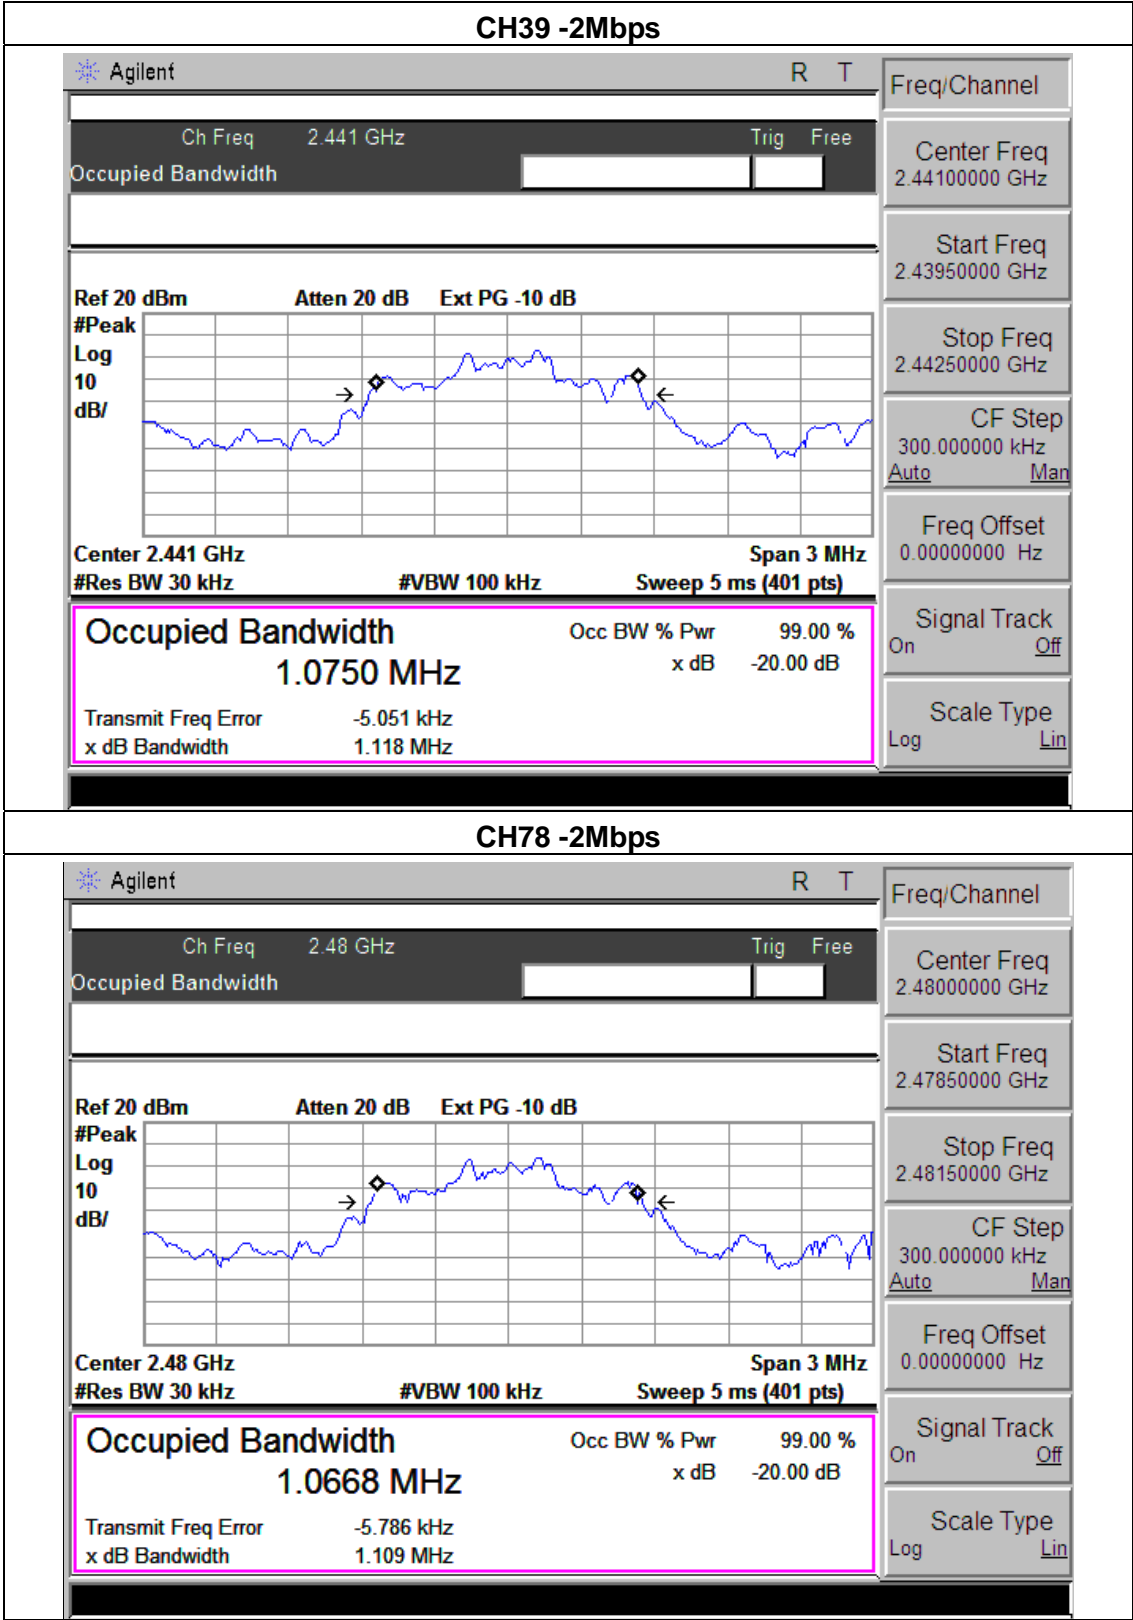 CH39 -2Mbps
Agilent R T
Freq/Channel
Ch Freq 2.441 GHz Trig Free
Occupied Bandwidth
Center Freq
2.44100000 GHz
Start Freq
2.43950000 GHz
Ref 20 dBm Atten 20 dB Ext PG -10 dB
#Peak
Log
10
dB/
Stop Freq
2.44250000 GHz
CF Step
300.000000 kHz
Auto Man
Freq Offset
0.00000000 Hz
Center 2.441 GHz Span 3 MHz
#Res BW 30 kHz #VBW 100 kHz Sweep 5 ms (401 pts)
Occupied Bandwidth Occ BW % Pwr 99.00 %
1.0750 MHz x dB -20.00 dB
Transmit Freq Error -5.051 kHz
x dB Bandwidth 1.118 MHz
Signal Track
On Off
Scale Type
Log Lin
CH78 -2Mbps
Agilent R T
Freq/Channel
Ch Freq 2.48 GHz Trig Free
Occupied Bandwidth
Center Freq
2.48000000 GHz
Start Freq
2.47850000 GHz
Ref 20 dBm Atten 20 dB Ext PG -10 dB
#Peak
Log
10
dB/
Stop Freq
2.48150000 GHz
CF Step
300.000000 kHz
Auto Man
Freq Offset
0.00000000 Hz
Center 2.48 GHz Span 3 MHz
#Res BW 30 kHz #VBW 100 kHz Sweep 5 ms (401 pts)
Occupied Bandwidth Occ BW % Pwr 99.00 %
1.0668 MHz x dB -20.00 dB
Transmit Freq Error -5.786 kHz
x dB Bandwidth 1.109 MHz
Signal Track
On Off
Scale Type
Log Lin